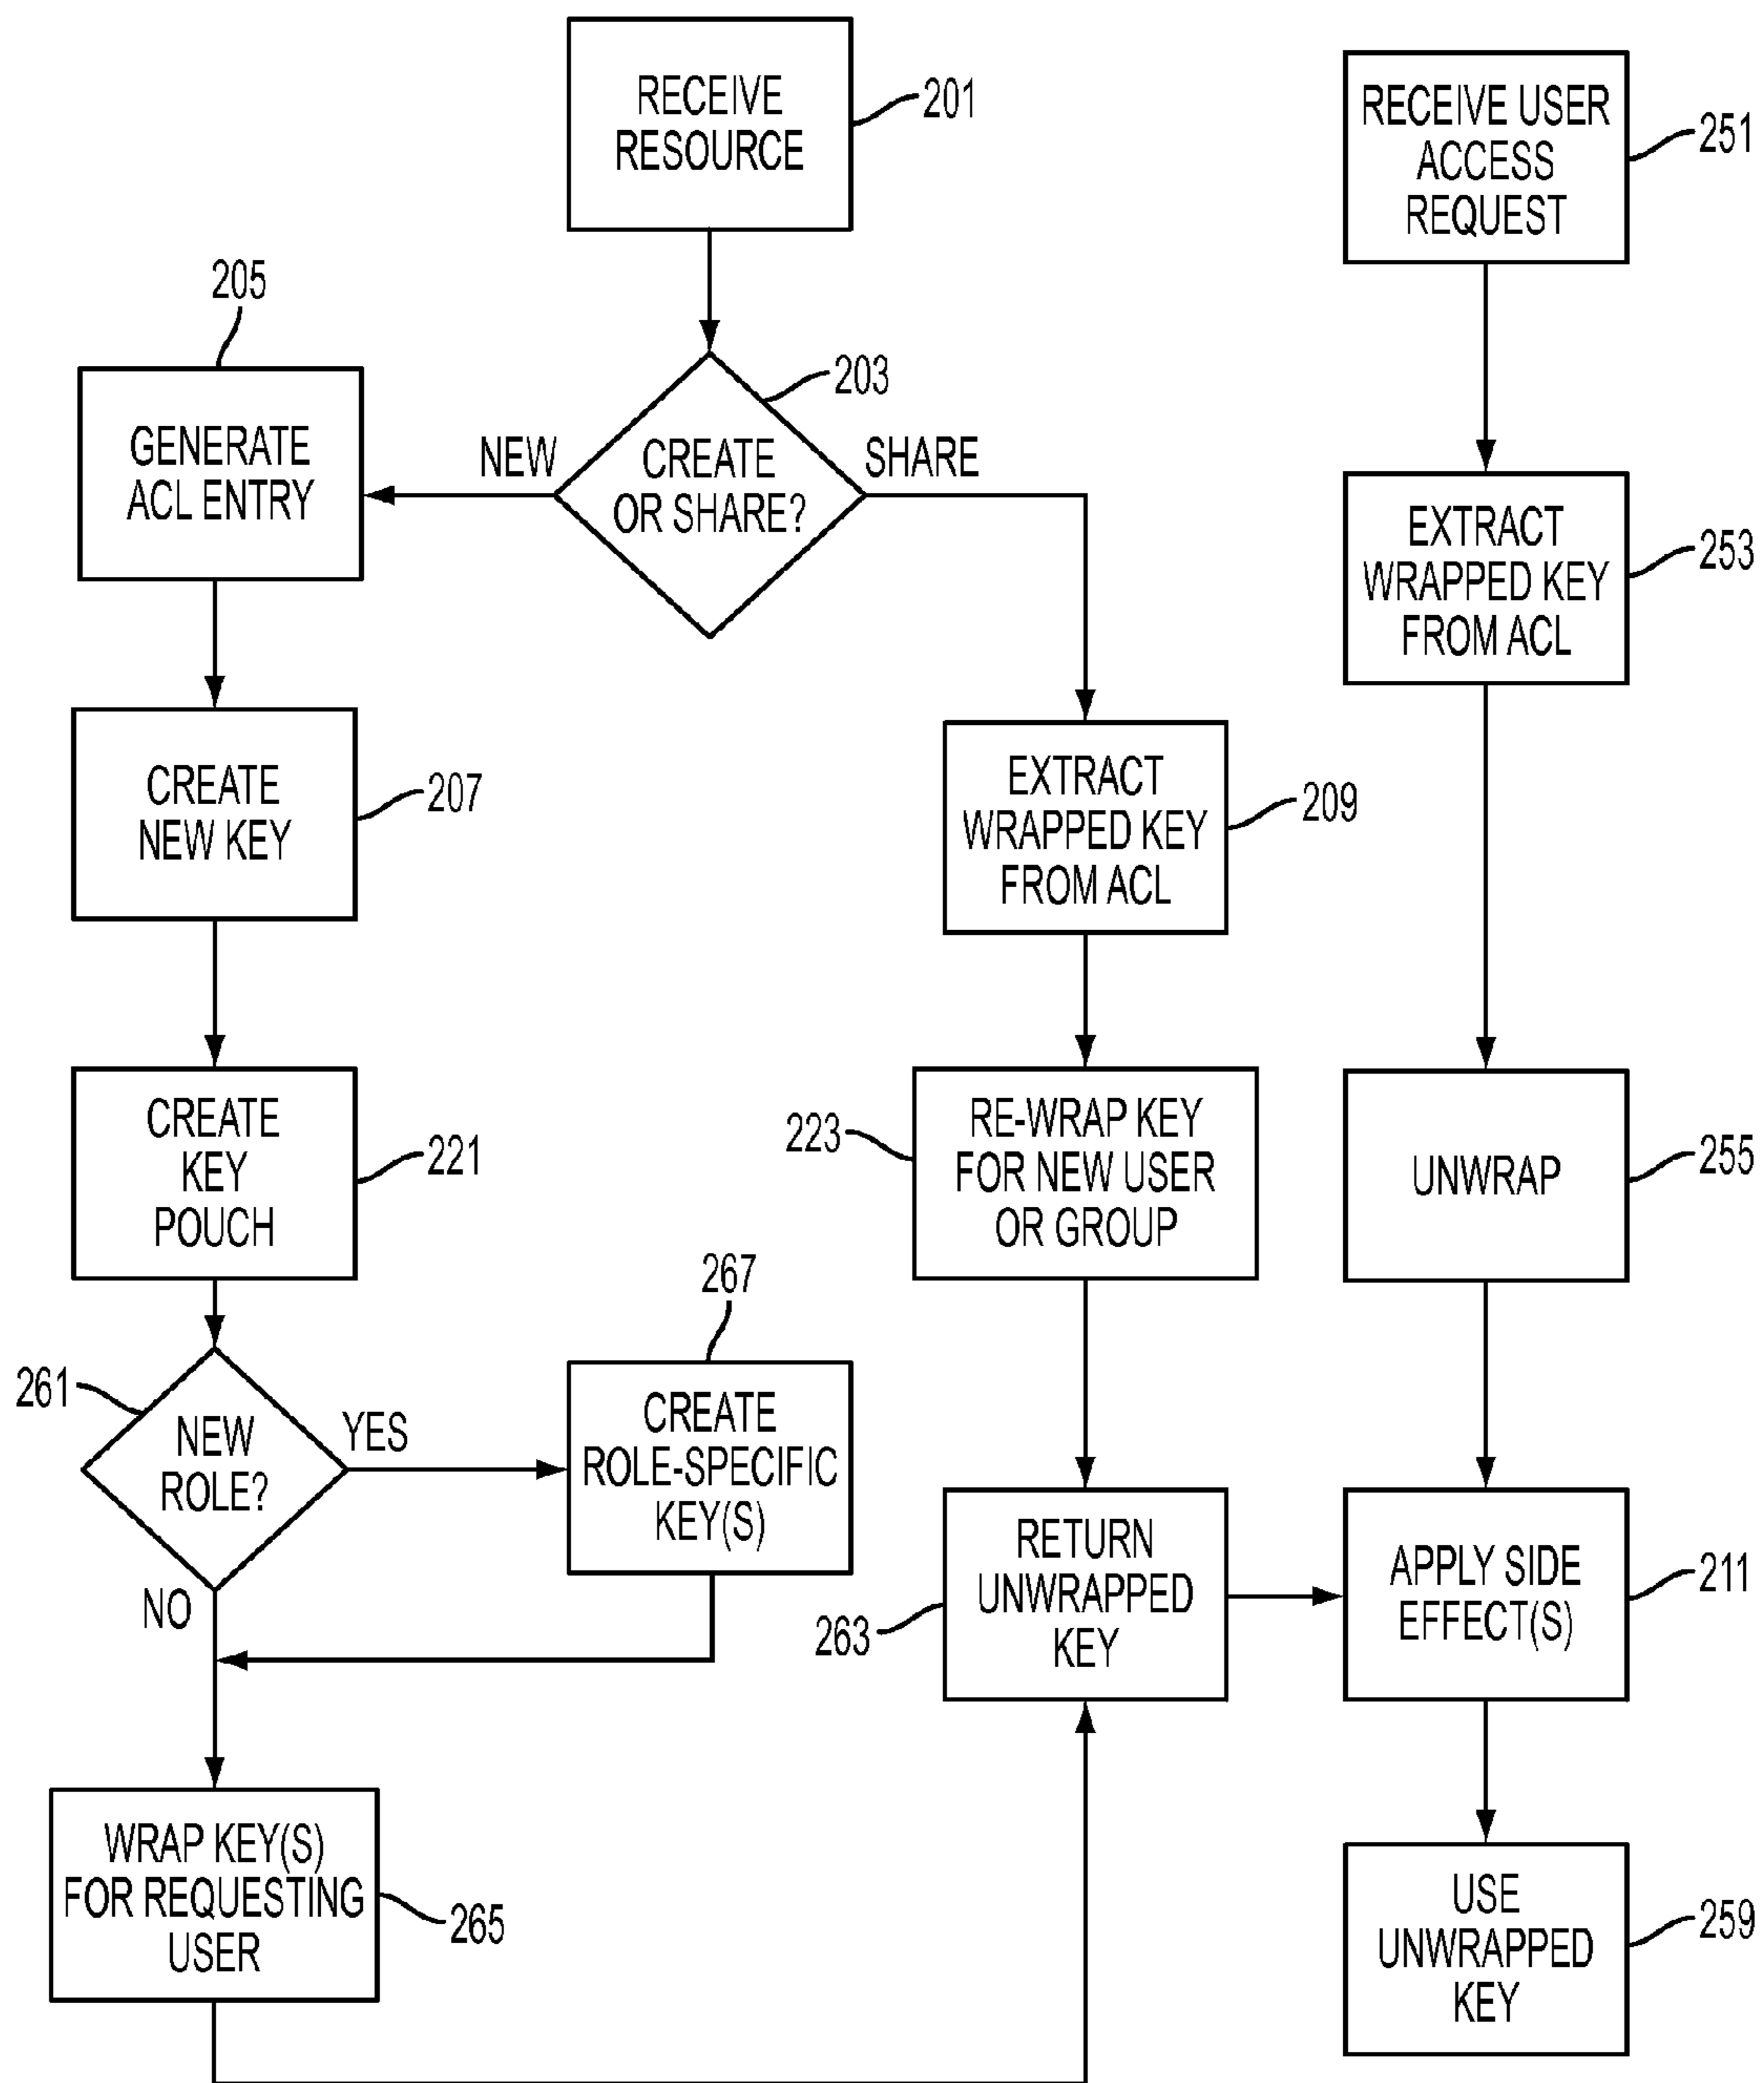 RECEIVE
RESOURCE
201
RECEIVE USER
ACCESS
REQUEST
251
205
GENERATE
ACL ENTRY
NEW
CREATE
OR SHARE?
203
SHARE
EXTRACT
WRAPPED KEY
FROM ACL
253
CREATE
NEW KEY
207
EXTRACT
WRAPPED KEY
FROM ACL
209
CREATE
KEY
POUCH
221
223
RE-WRAP KEY
FOR NEW USER
OR GROUP
UNWRAP
255
261
NEW
ROLE?
YES
NO
267
CREATE
ROLE-SPECIFIC
KEY(S)
263
RETURN
UNWRAPPED
KEY
APPLY SIDE
EFFECT(S)
211
WRAP KEY(S)
FOR REQUESTING
USER
265
USE
UNWRAPPED
KEY
259